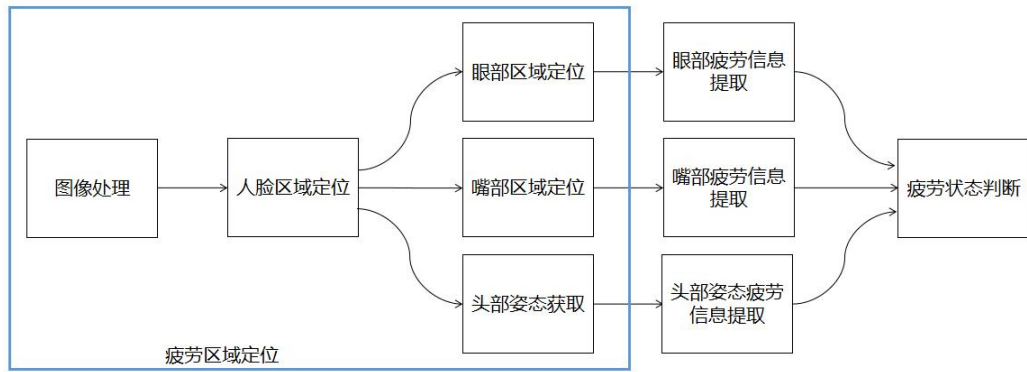 图像处理
人脸区域定位
眼部区域定位
嘴部区域定位
头部姿态获取
疲劳区域定位
眼部疲劳信息
提取
嘴部疲劳信息
提取
头部姿态疲劳
信息提取
疲劳状态判断